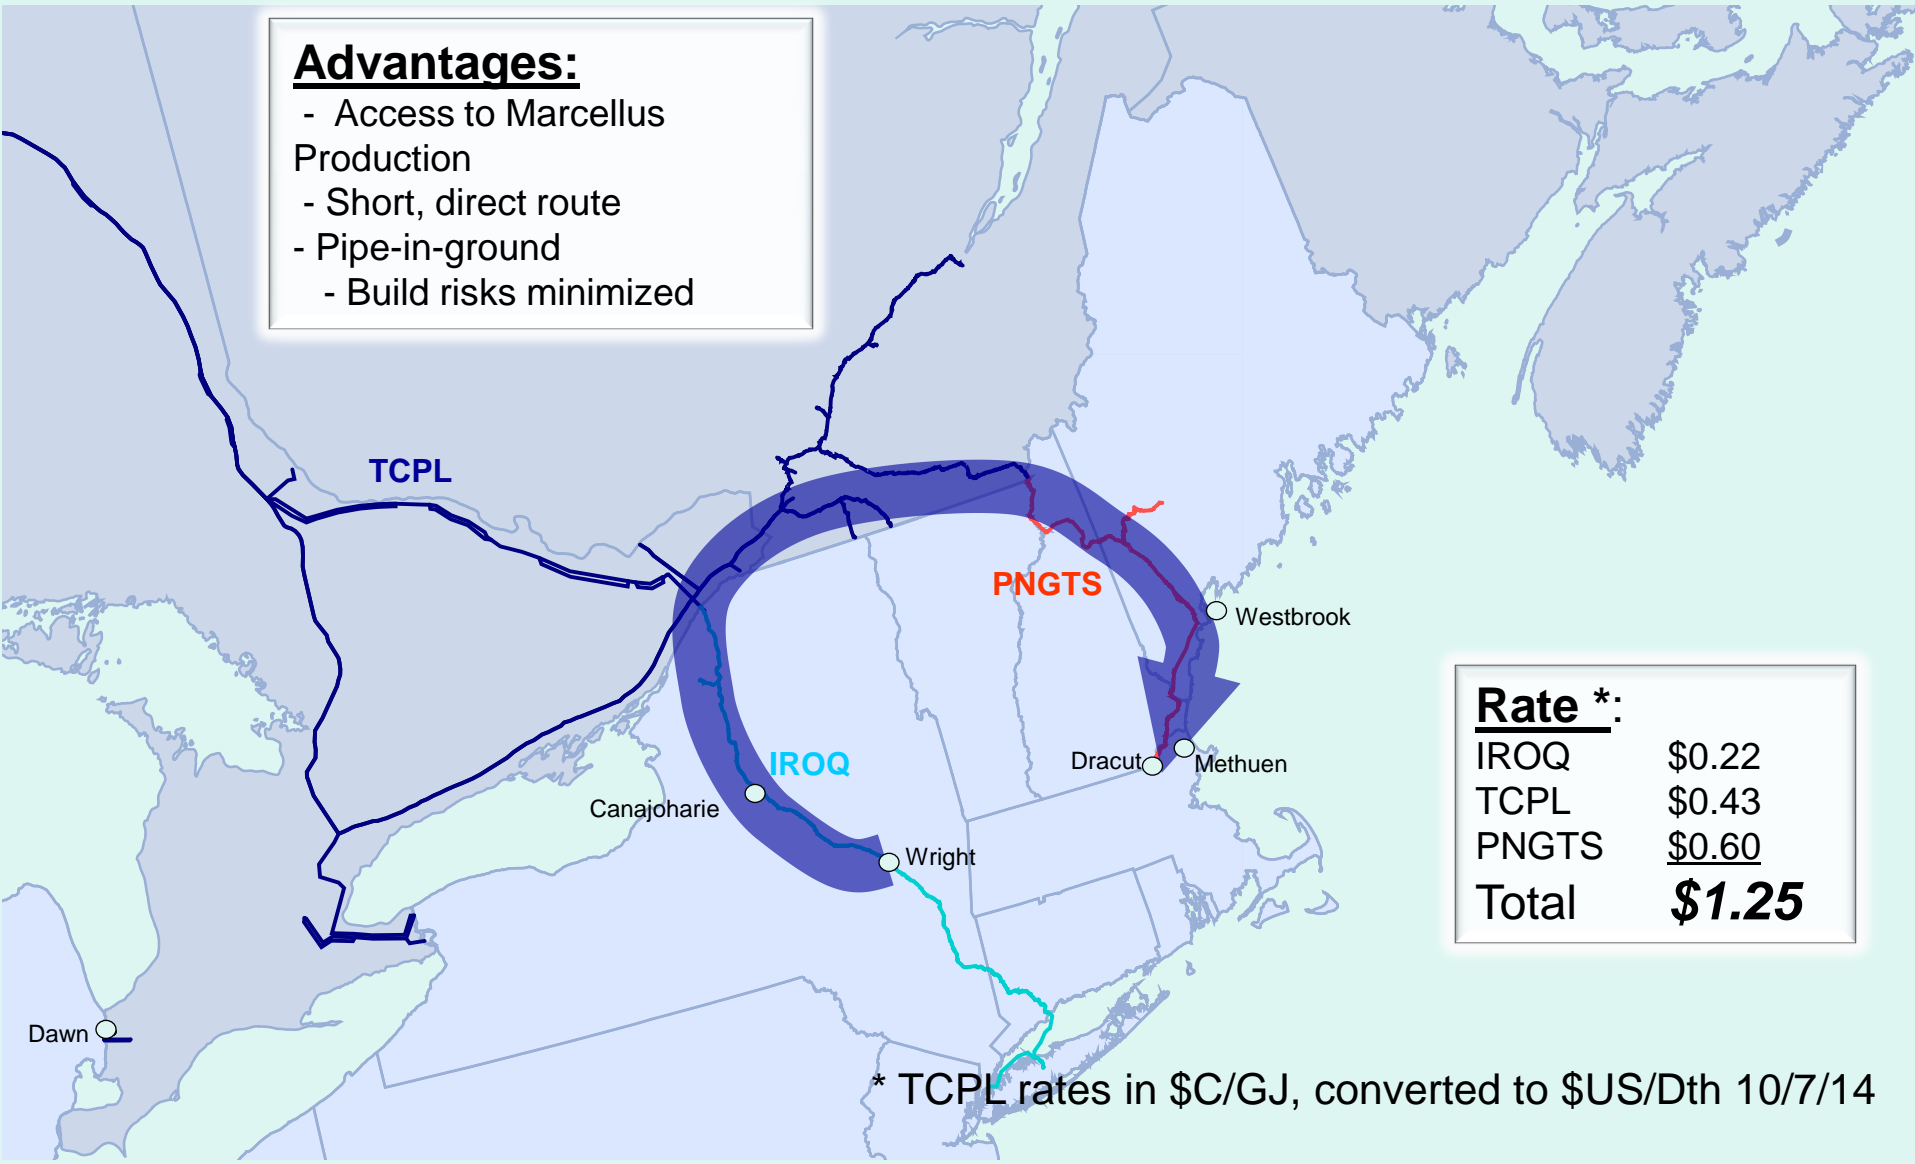 Advantages:
- Access to Marcellus
Production
- Short, direct route
- Pipe-in-ground
- Build risks minimized
TCPL
PNGTS
Westbrook
IROQ
Dracut
Methuen
Canajoharie
Wright
Dawn
Rate *:
IROQ $0.22
TCPL $0.43
PNGTS $0.60
Total $1.25
* TCPL rates in $C/GJ, converted to $US/Dth 10/7/14